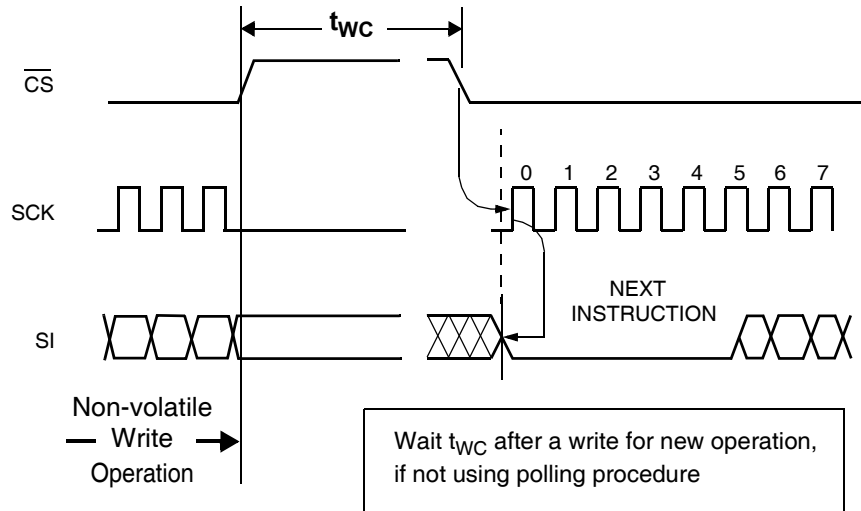 tWC
CS
0 1 2 3 4 5 6 7
SCK
NEXT
INSTRUCTION
SI
Non-volatile
Write
Operation
Wait tWC after a write for new operation,
if not using polling procedure